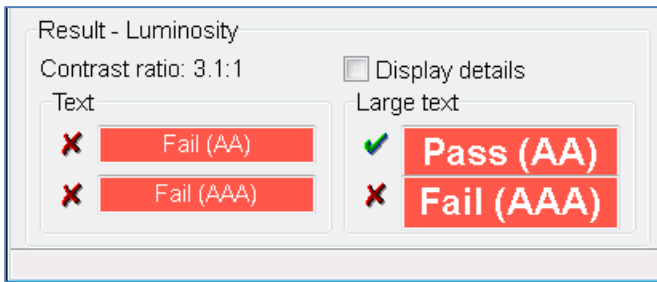 Result - Luminosity
Contrast ratio: 3.1:1
Display details
Text
Fail (AA)
Fail (AAA)
Large text
Pass (AA)
Fail (AAA)